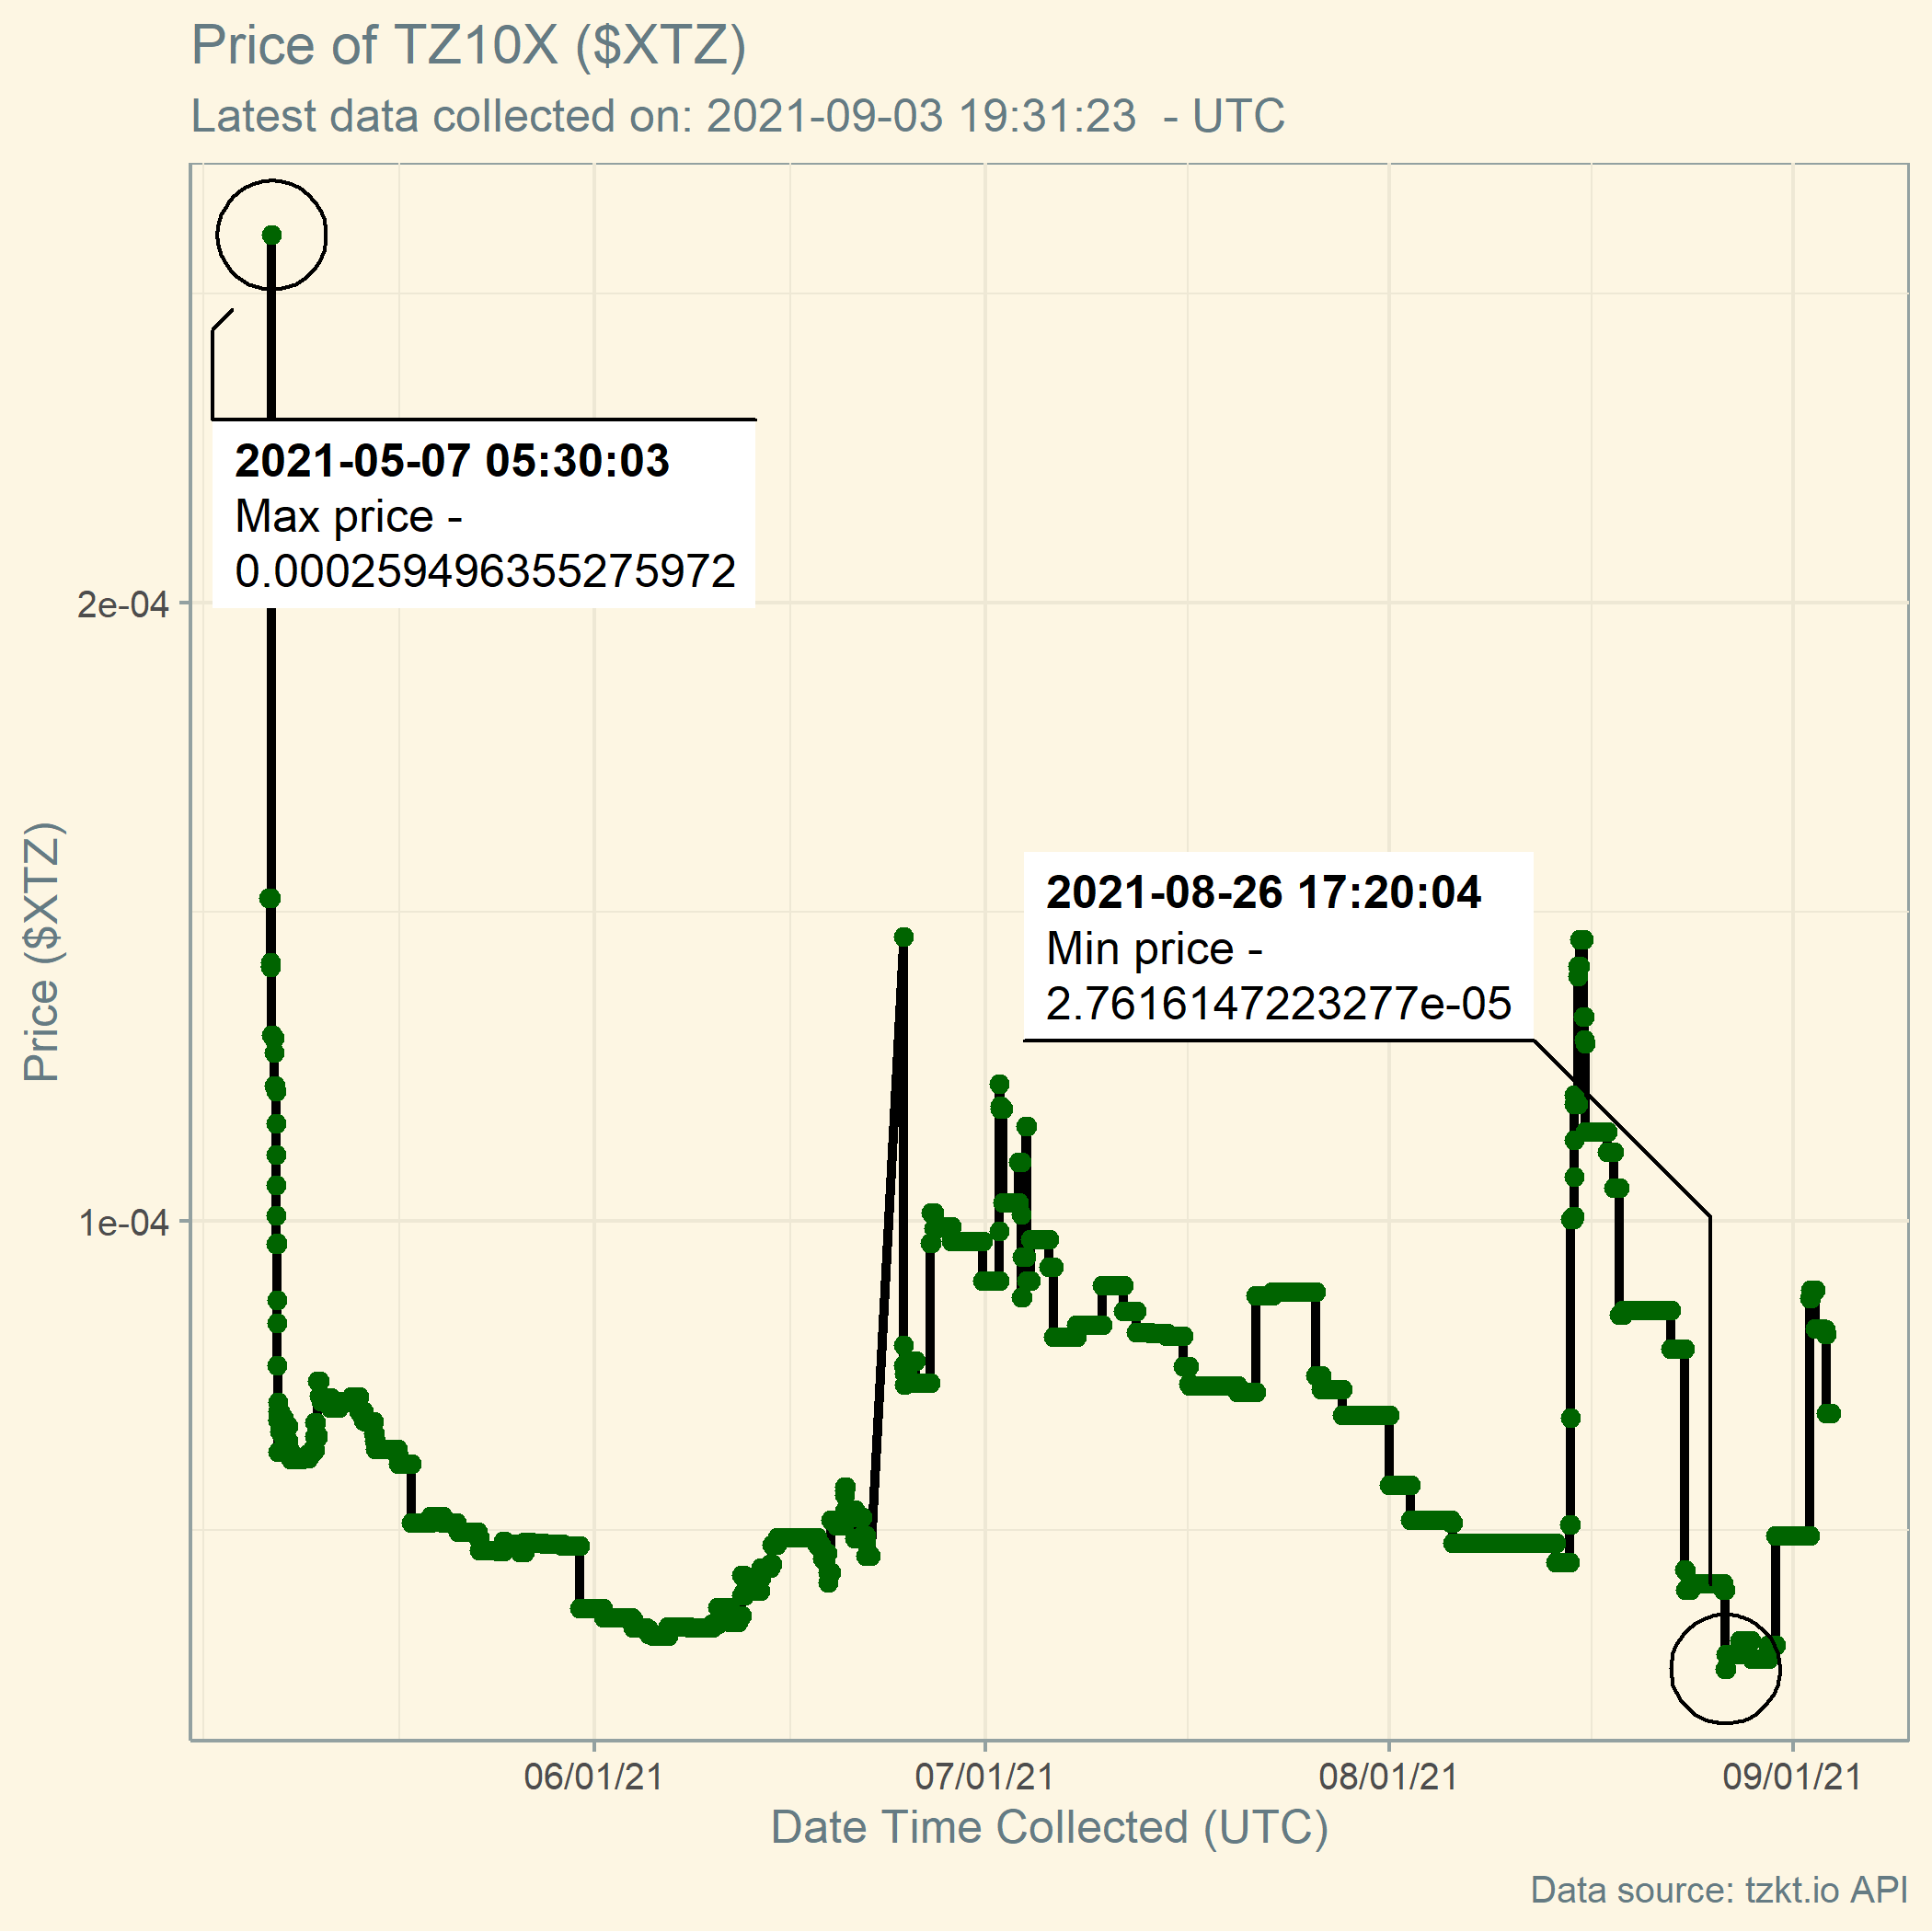 Price of TZ10X ($XTZ)
Latest data collected on: 2021-09-03 19:31:23  - UTC
2021-05-07 05:30:03
Max price -
0.000259496355275972
2e-04
2021-08-26 17:20:04
Min price -
2.7616147223277e-05
Price ($XTZ)
1e-04
06/01/21
07/01/21
08/01/21
09/01/21
Date Time Collected (UTC)
Data source: tzkt.io API